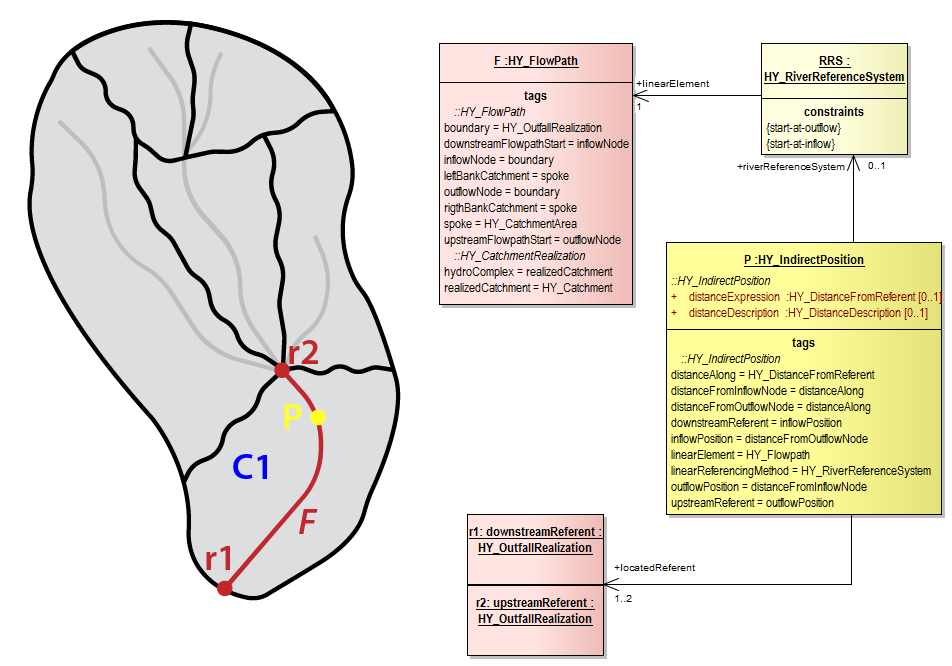 r2
P
C1
F
r1
F :HY_FlowPath
tags
::HY_FlowPath
boundary = HY_OutfallRealization
downstreamFlowpathStart = inflowNode
inflowNode = boundary
leftBankCatchment = spoke
outflowNode = boundary
rigthBankCatchment = spoke
spoke = HY_CatchmentArea
upstreamFlowpathStart = outflowNode
::HY_CatchmentRealization
hydroComplex = realizedCatchment
realizedCatchment = HY_Catchment
+linearElement
1
RRS :
HY_RiverReferenceSystem
constraints
{start-at-outflow}
{start-at-inflow}
+riverReferenceSystem
0..1
P :HY_IndirectPosition
::HY_IndirectPosition
+ distanceExpression :HY_DistanceFromReferent [0..1]
+ distanceDescription :HY_DistanceDescription [0..1]
tags
::HY_IndirectPosition
distanceAlong = HY_DistanceFromReferent
distanceFromInflowNode = distanceAlong
distanceFromOutflowNode = distanceAlong
downstreamReferent = inflowPosition
inflowPosition = distanceFromOutflowNode
linearElement = HY_Flowpath
linearReferencingMethod = HY_RiverReferenceSystem
outflowPosition = distanceFromInflowNode
upstreamReferent = outflowPosition
r1: downstreamReferent :
HY_OutfallRealization
r2: upstreamReferent :
HY_OutfallRealization
+locatedReferent
1..2